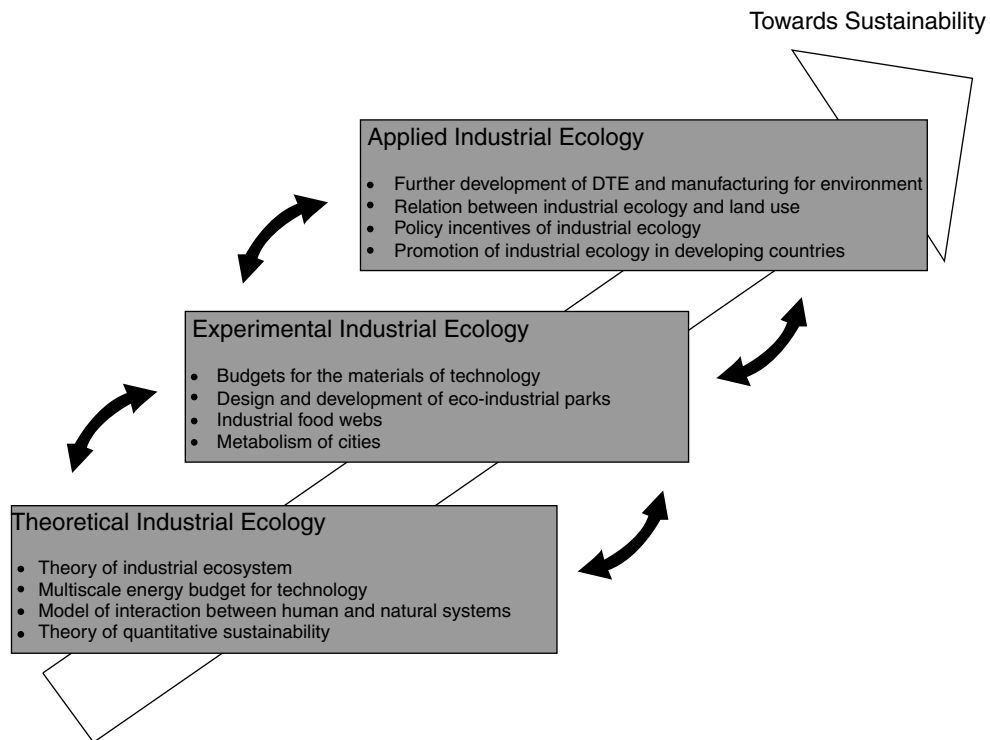 Towards Sustainability
Applied Industrial Ecology
• Further development of DTE and manufacturing for environment
• Relation between industrial ecology and land use
• Policy incentives of industrial ecology
• Promotion of industrial ecology in developing countries
Experimental Industrial Ecology
• Budgets for the materials of technology
• Design and development of eco-industrial parks
• Industrial food webs
• Metabolism of cities
Theoretical Industrial Ecology
• Theory of industrial ecosystem
• Multiscale energy budget for technology
• Model of interaction between human and natural systems
• Theory of quantitative sustainability